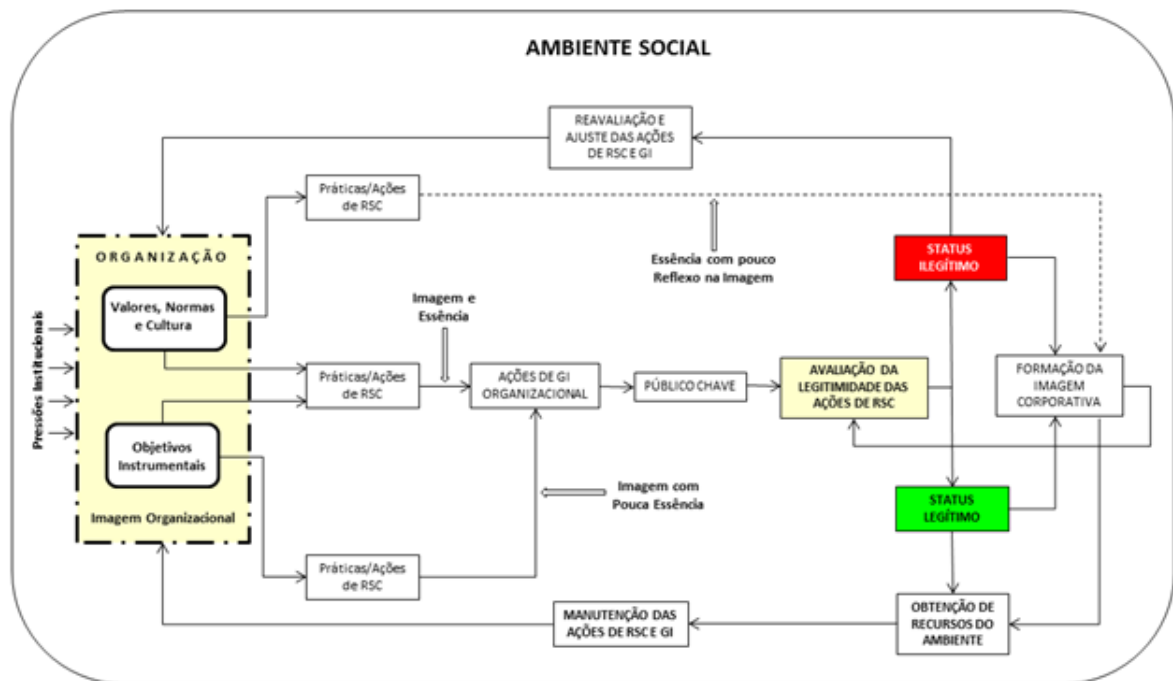 AMBIENTE SOCIAL
REAVALIAÇÃO E
AJUSTE DAS AÇÕES
DE RSC E GI
Práticas/Ações
de RSC
Essência com pouco
Reflexo na Imagem
STATUS
ILEGÍTIMO
ORGANIZAÇÃO
Valores, Normas
e Cultura
Pressões Institucionais
Imagem e
Essência
Práticas/Ações
de RSC
AÇÕES DE GI
ORGANIZACIONAL
PÚBLICO CHAVE
AVALIAÇÃO DA
LEGITIMIDADE DAS
AÇÕES DE RSC
FORMAÇÃO DA
IMAGEM
CORPORATIVA
Objetivos
Instrumentais
Imagem Organizacional
Imagem com
Pouca Essência
STATUS
LEGÍTIMO
Práticas/Ações
de RSC
MANUTENÇÃO DAS
AÇÕES DE RSC E GI
OBTENÇÃO DE
RECURSOS DO
AMBIENTE